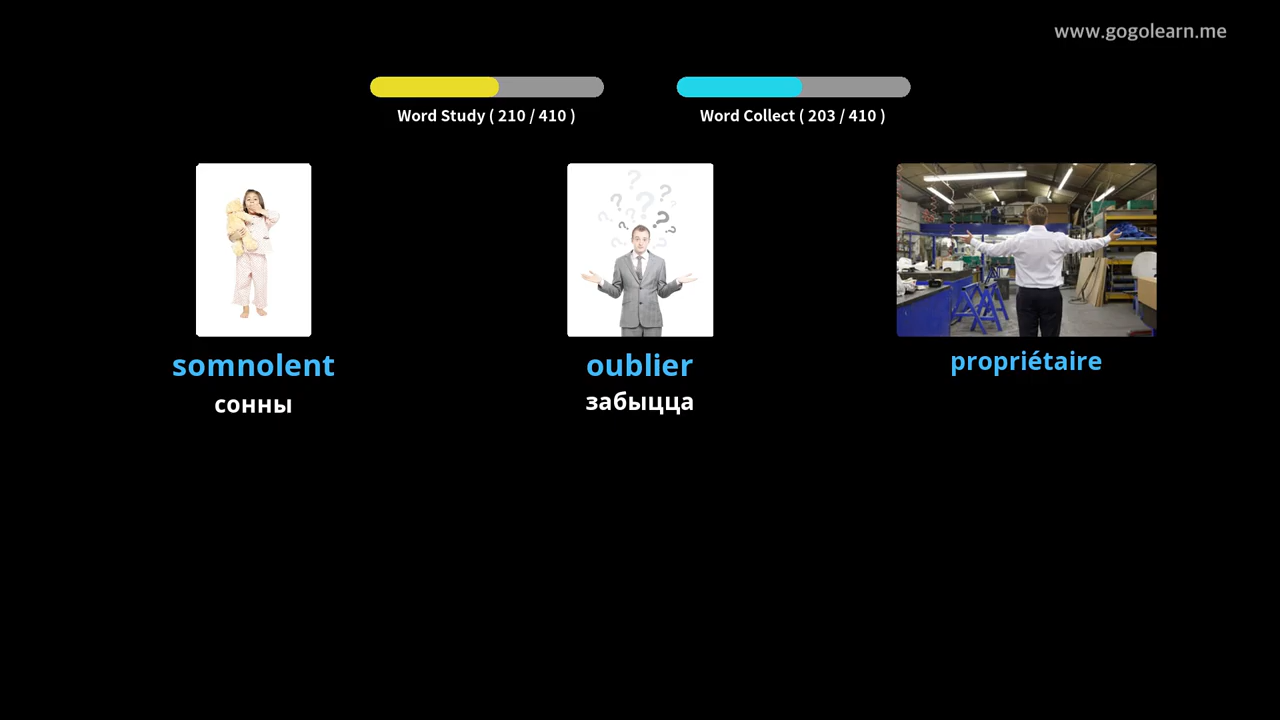 www.gogolearn.me
Word Study ( 210 / 410 )
Word Collect ( 203 / 410 )
somnolent
сонны
oublier
забыцца
propriétaire